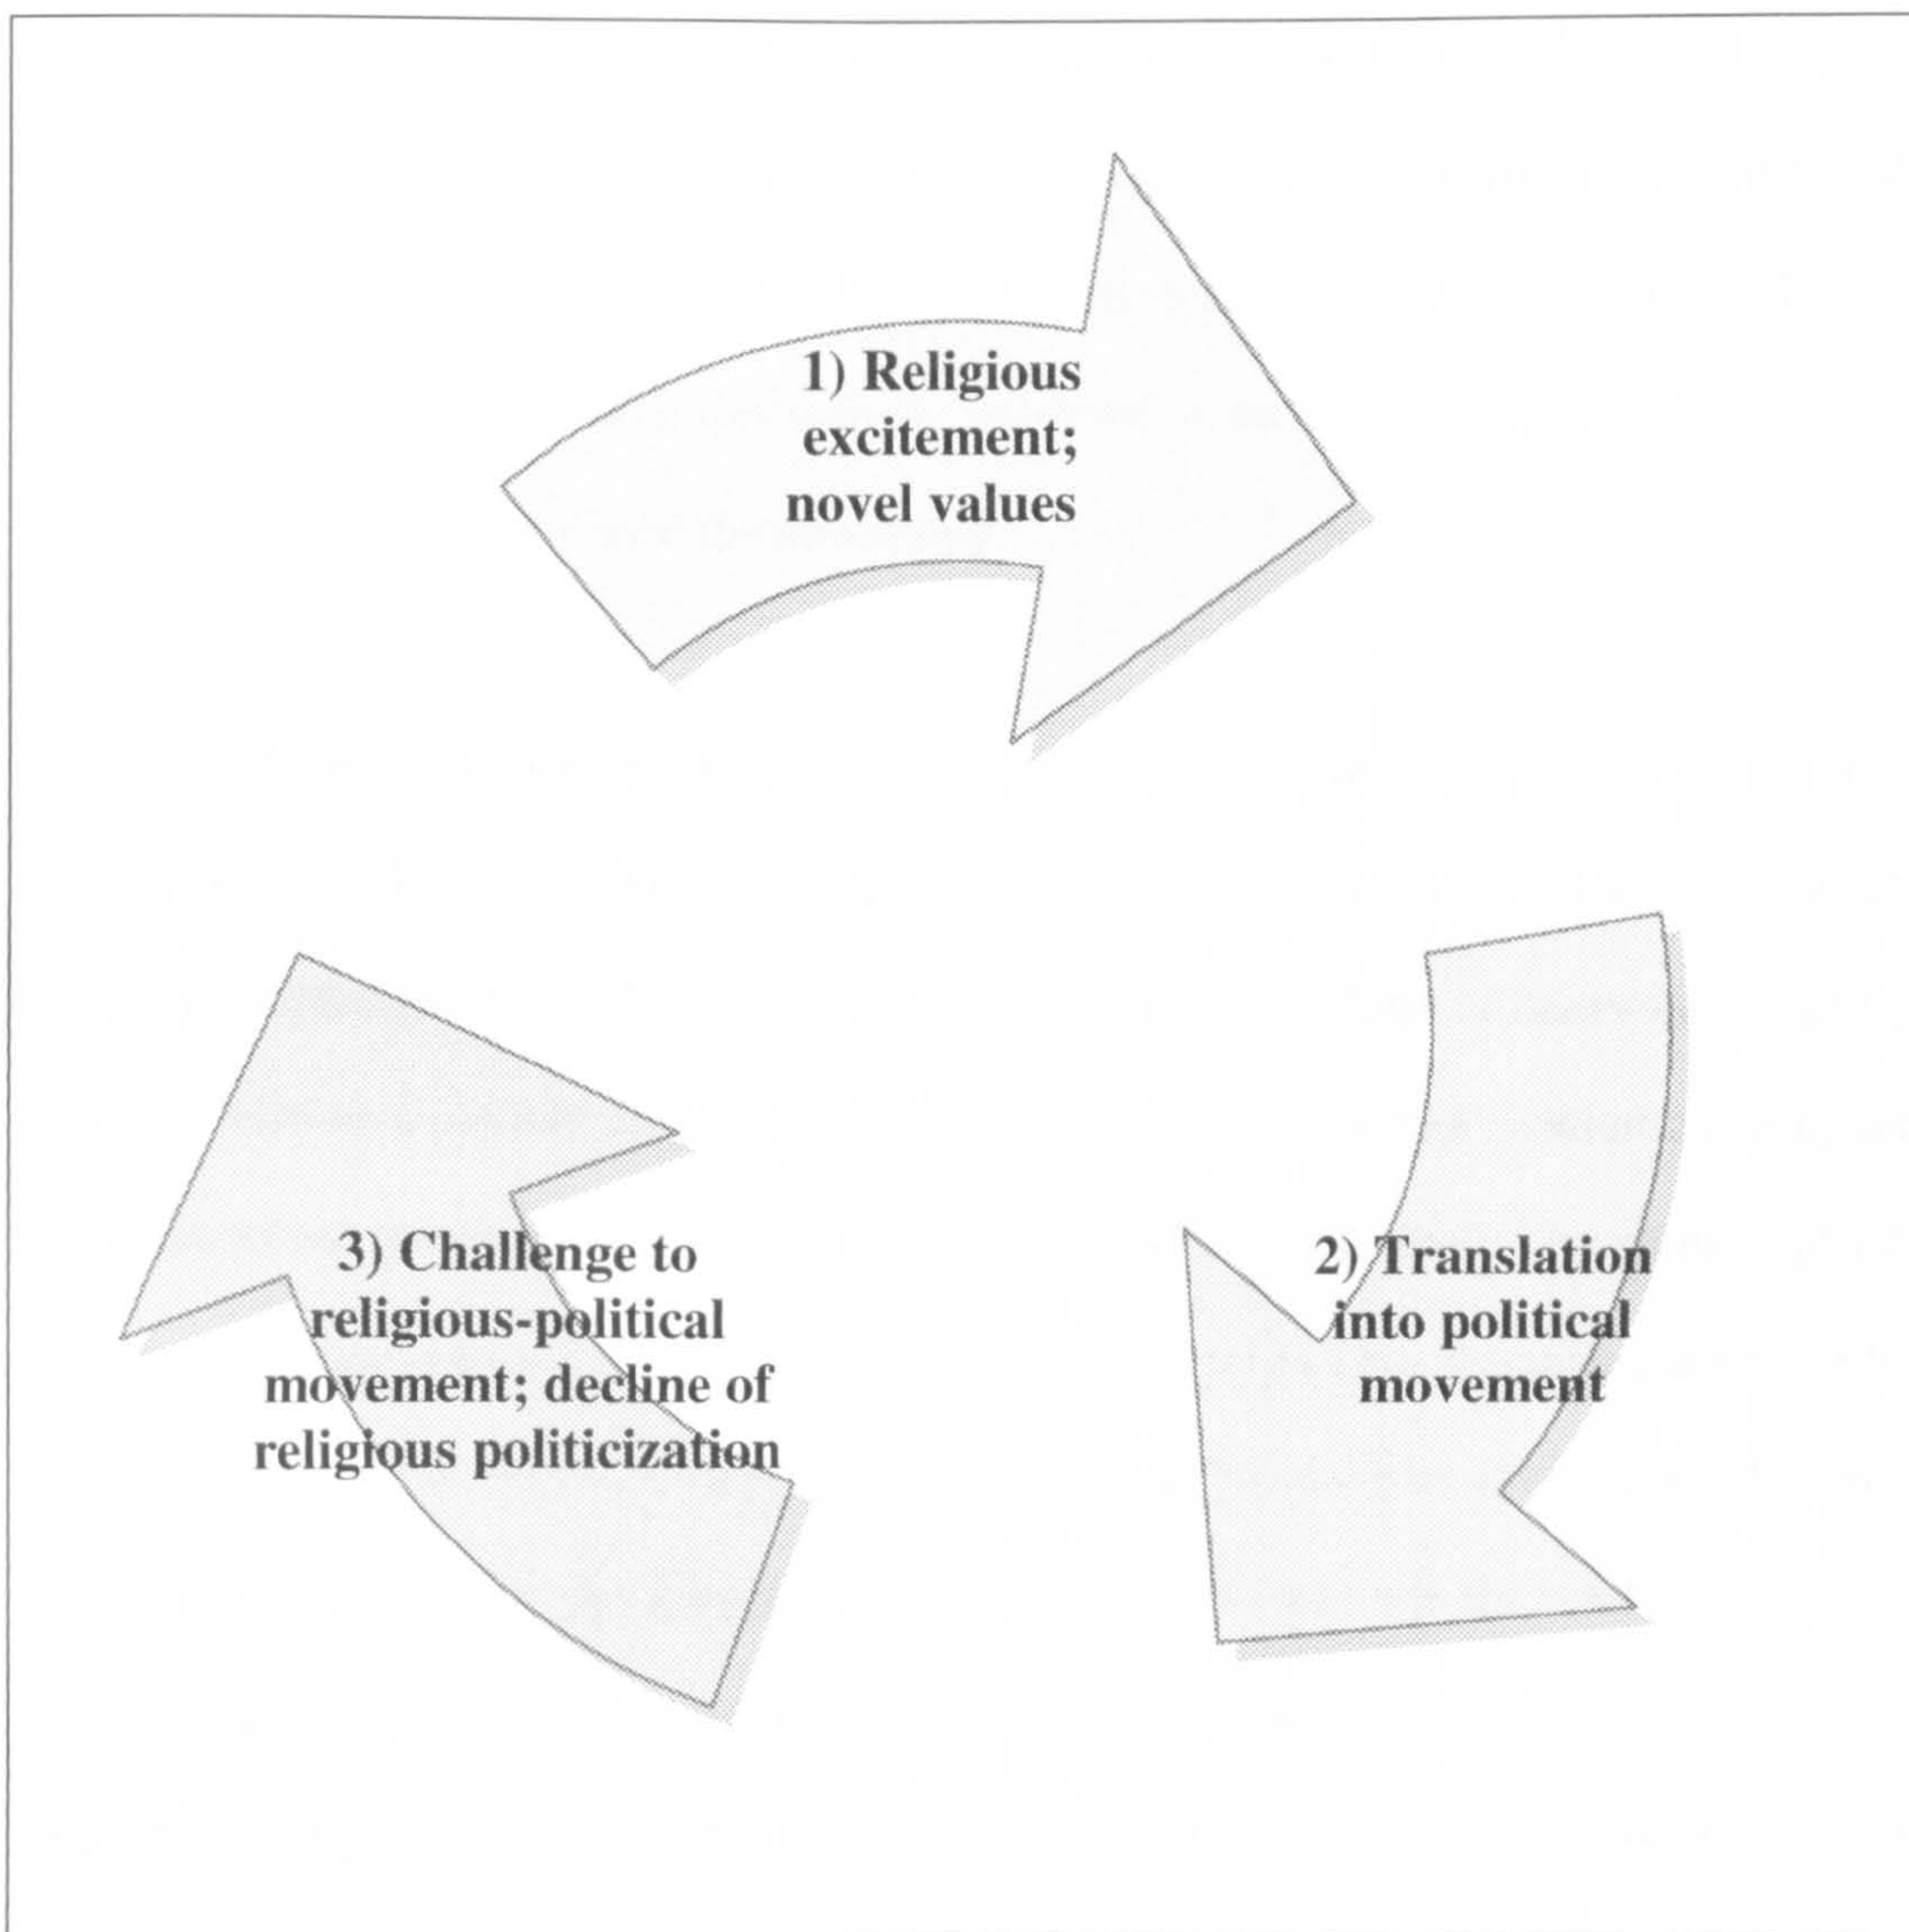 1) Religious
excitement;
novel values
2) Translation
into political
movement
3) Challenge to
religious-political
movement; decline of
religious politicization